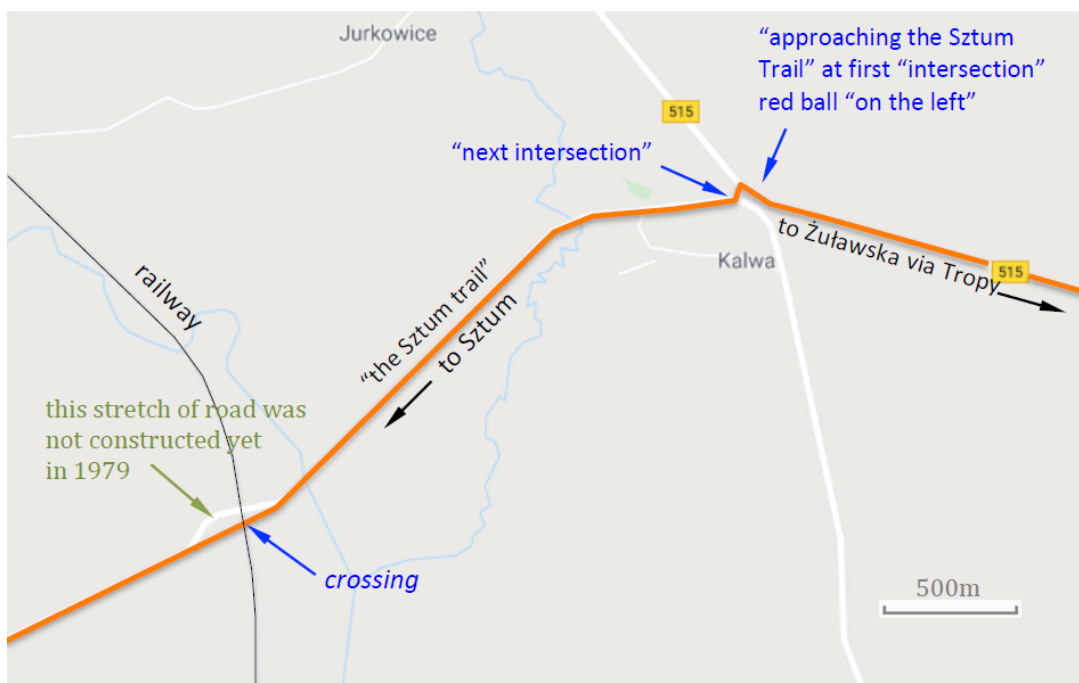 Jurkowice
“approaching the Sztum
Trail” at first “intersection”
red ball “on the left”
515
“next intersection”
to Żuławska via Tropy
515
Kalwa
railway
“the Sztum trail”
to Sztum
this stretch of road was
not constructed yet
in 1979
crossing
500m